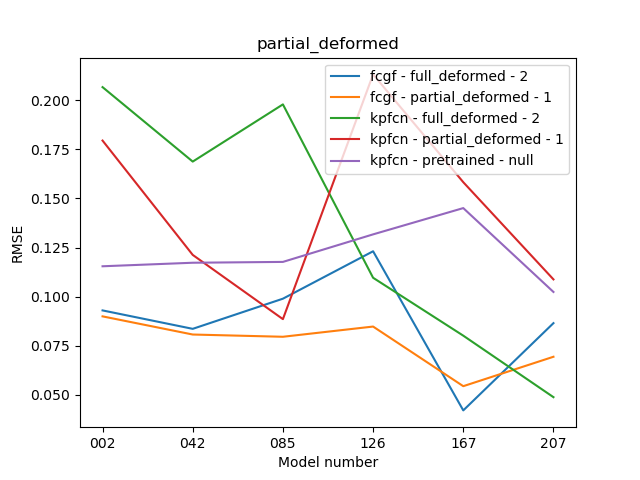 partial_deformed
fcgf - full_deformed - 2
fcgf - partial_deformed - 1
kpfcn - full_deformed - 2
kpfcn - partial_deformed - 1
kpfcn - pretrained - null
RMSE
0.200
0.175
0.150
0.125
0.100
0.075
0.050
002 042 085 126 167 207
Model number